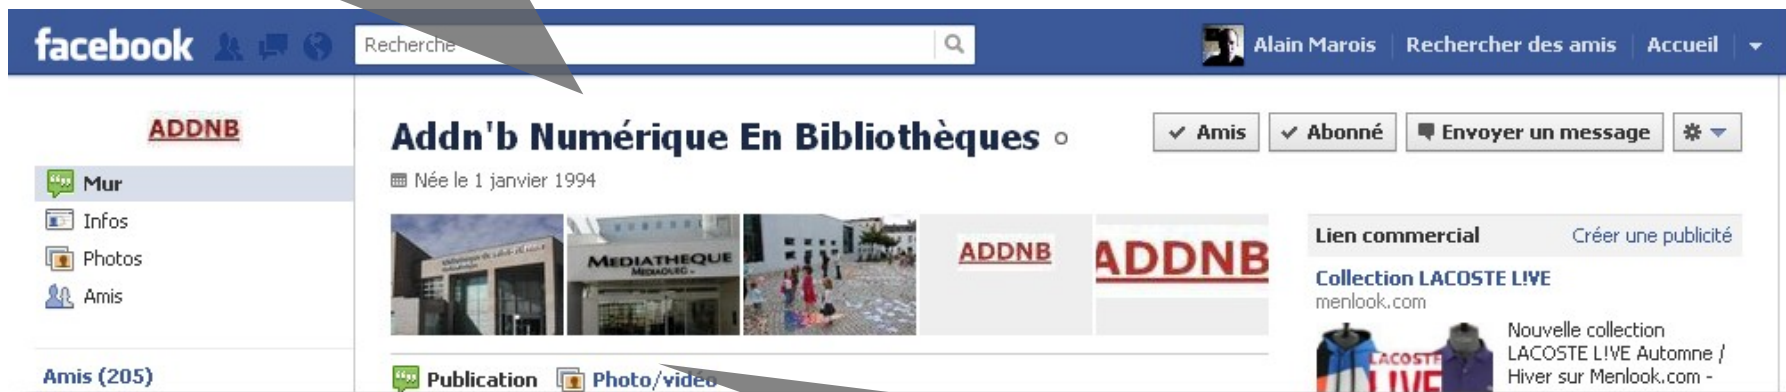 facebook
Recherche
Alain Marois
Rechercher des amis
Accueil
ADDNB
Mur
Infos
Photos
Amis
Amis (205)
Addn'b Numérique En Bibliothèques
Amis
Abonné
Envoyer un message
Née le 1 janvier 1994
MEDIATHEQUE
ADDNB
ADDNB
Publication
Photo/vidéo
Lien commercial
Créer une publicité
Collection LACOSTE L!VE
menlook.com
LACOSTE
L!VE
Nouvelle collection
LACOSTE L!VE Automne /
Hiver sur Menlook.com -